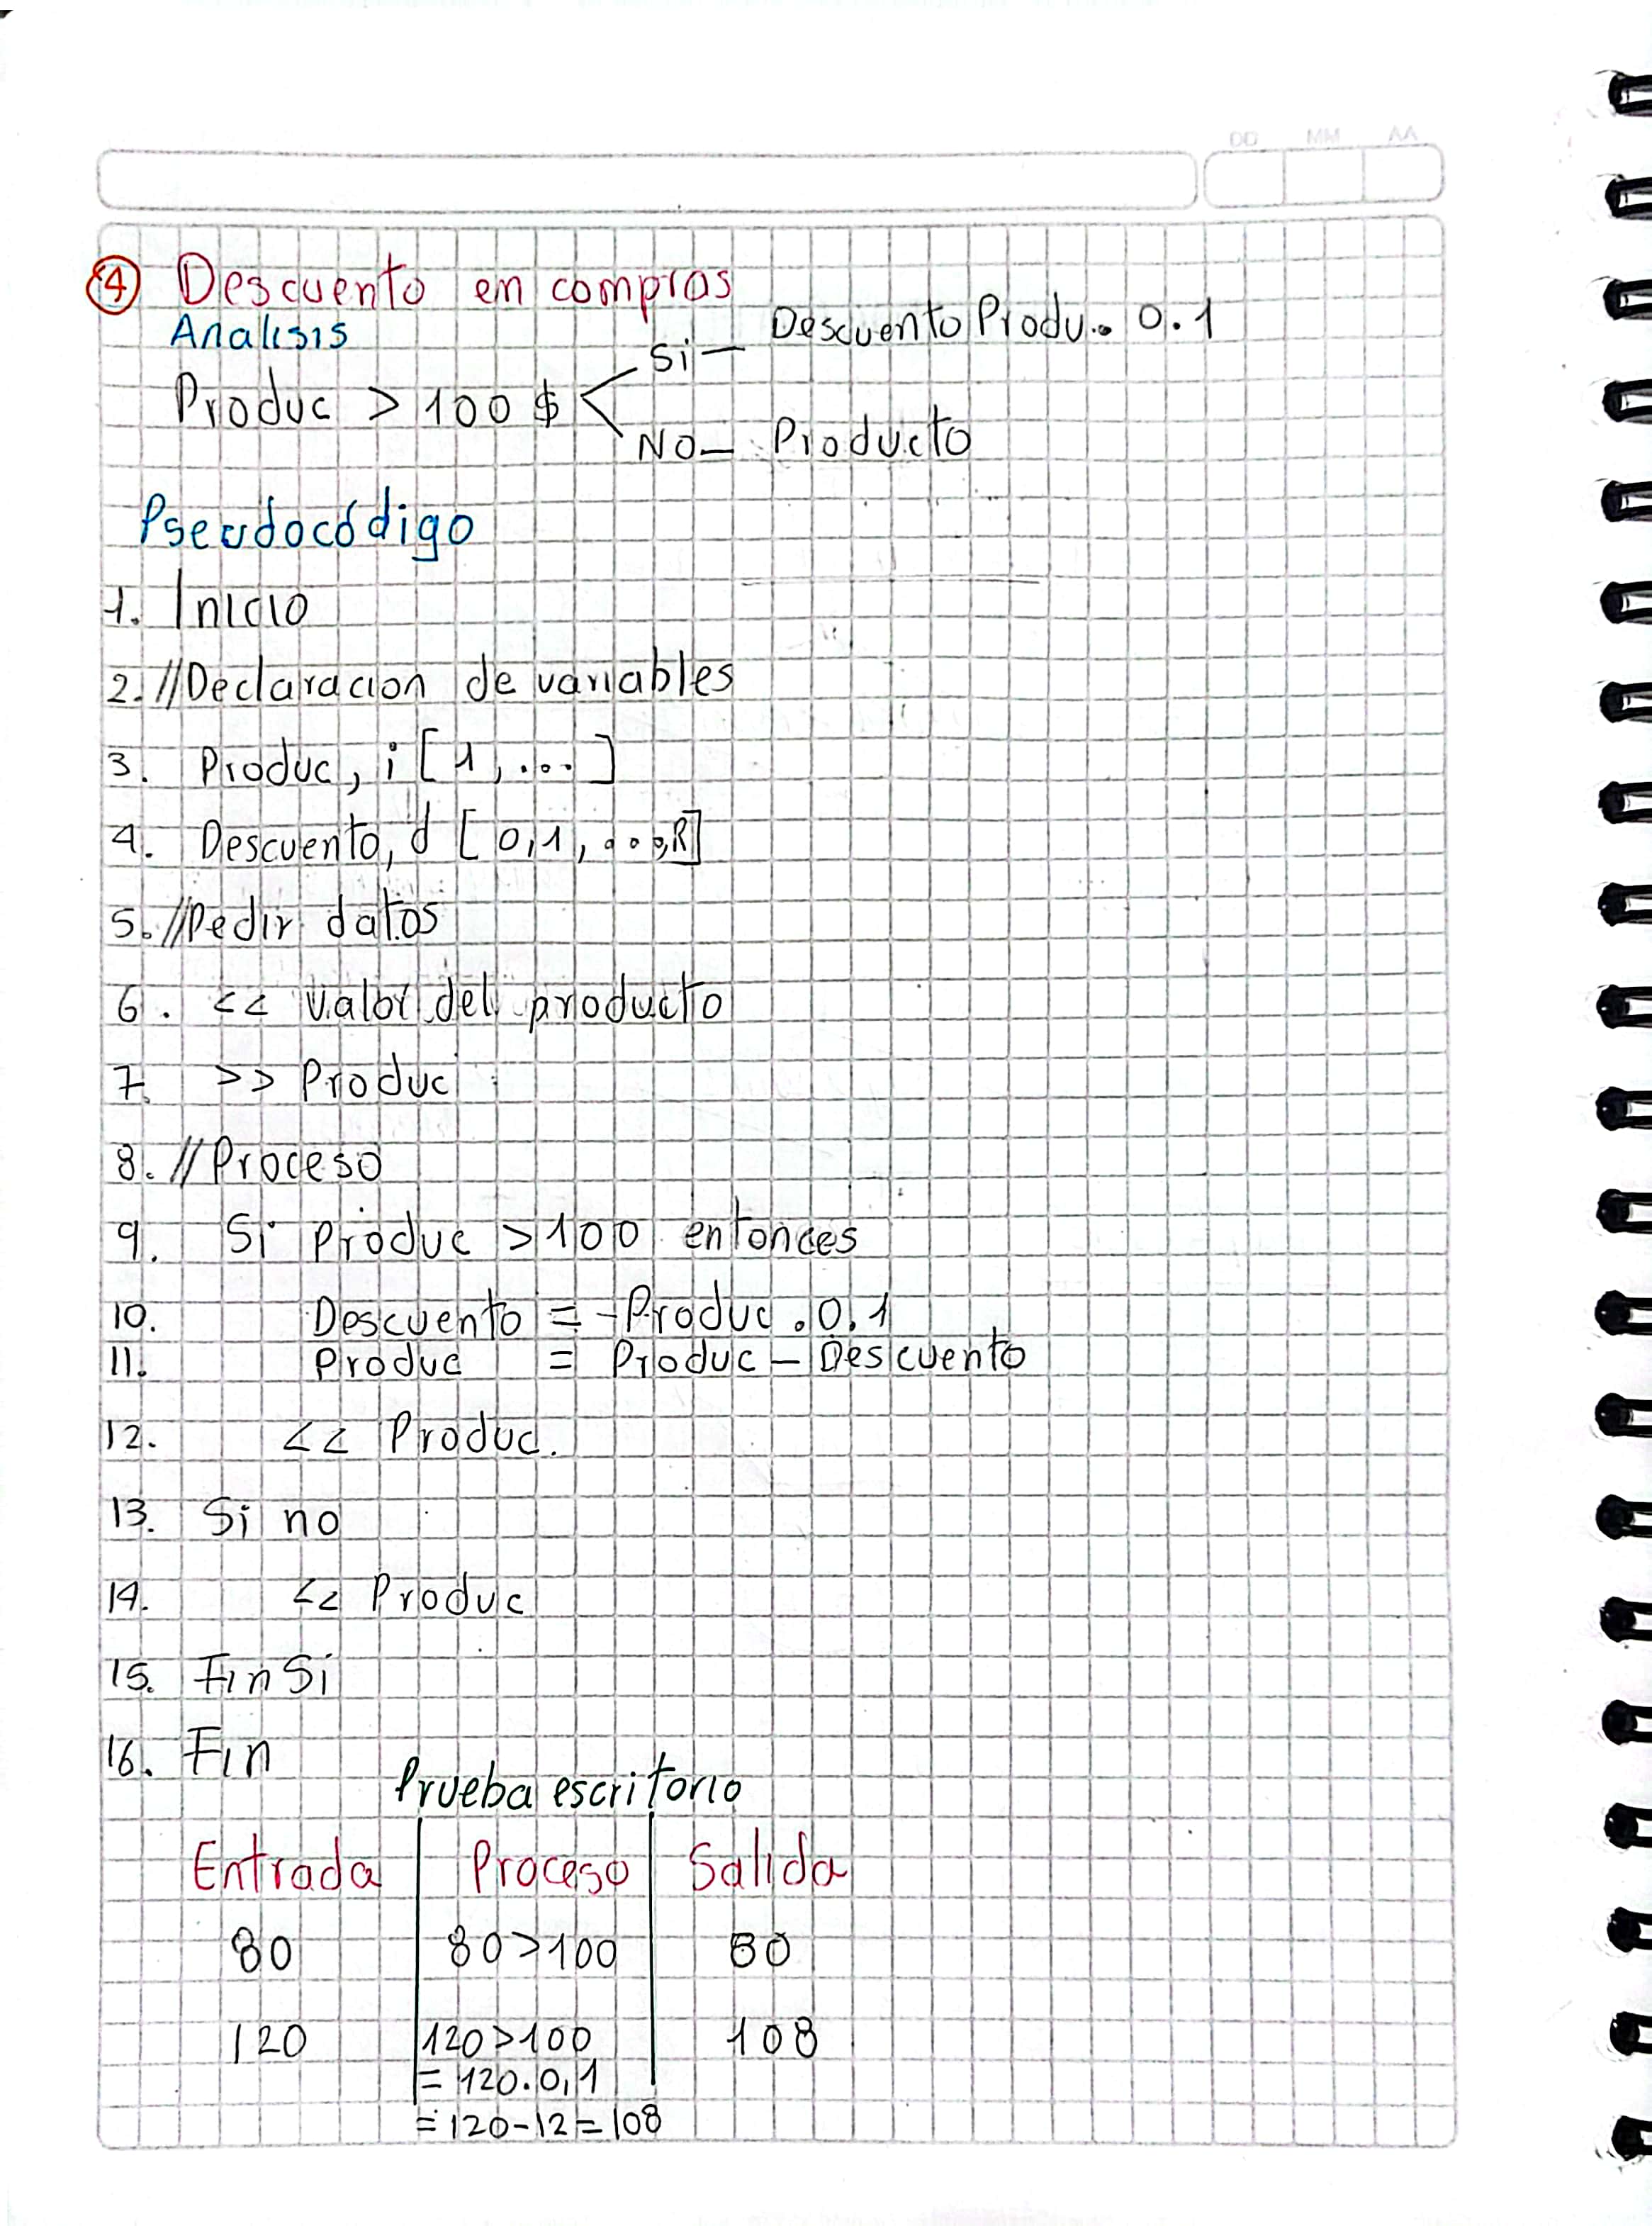 DD MM AA
④ Descuento en compras
Analisis
Produc > 100 $ < Si — Descuento Produ. . 0.1
NO — Producto
Pseudocódigo
1. Inicio
2. //Declaracion de variables
3. Produc, i [1, ...]
4. Descuento, d [0,1, ...,R]
5. //Pedir datos
6. << Valor del producto
7. >> Produc
8. //Proceso
9. Si Produc > 100 entonces
10. Descuento = Produc . 0.1
11. Produc = Produc - Descuento
12. << Produc.
13. Si no
14. << Produc
15. Fin Si
16. Fin
Prueba escritorio
Entrada Proceso Salida
80 80>100 80
120 120>100 108
= 120.0,1
= 120-12=108